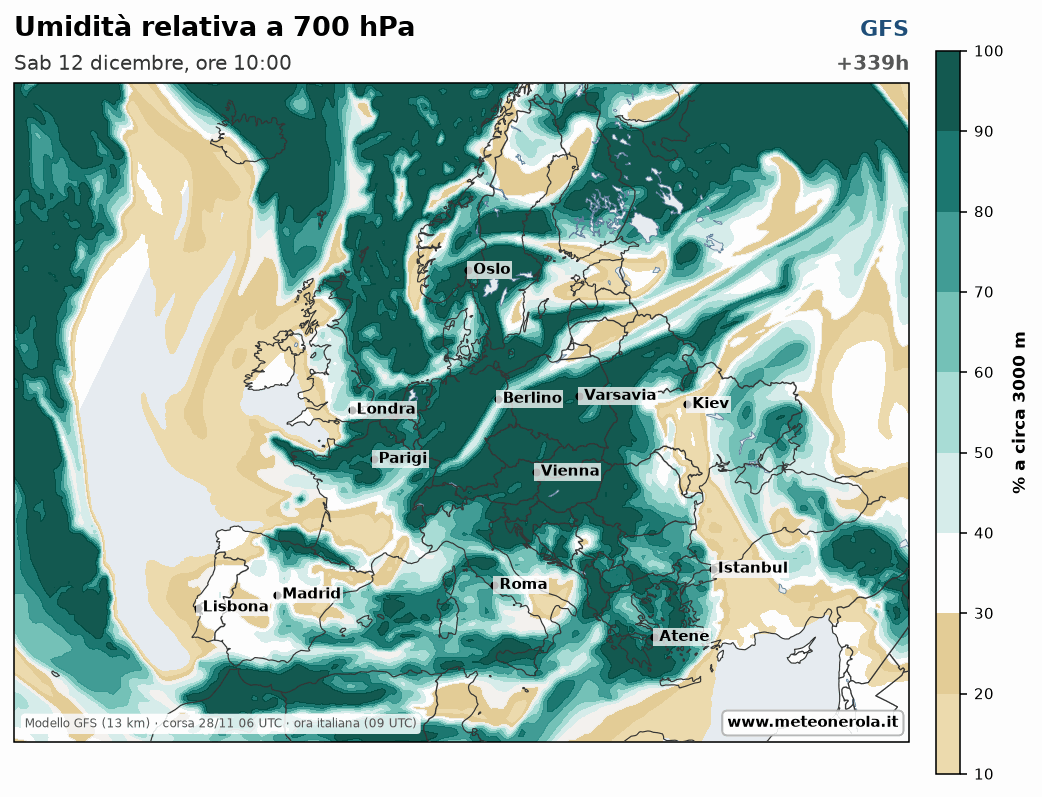 Umidità relativa a 700 hPa
GFS
Sab 12 dicembre, ore 10:00
+339h
100
90
80
70
60
50
40
30
20
10
% a circa 3000 m
Oslo
Londra
Berlino
Varsavia
Kiev
Parigi
Vienna
Istanbul
Roma
Madrid
Lisbona
Atene
Modello GFS (13 km) · corsa 28/11 06 UTC · ora italiana (09 UTC)
www.meteonerola.it